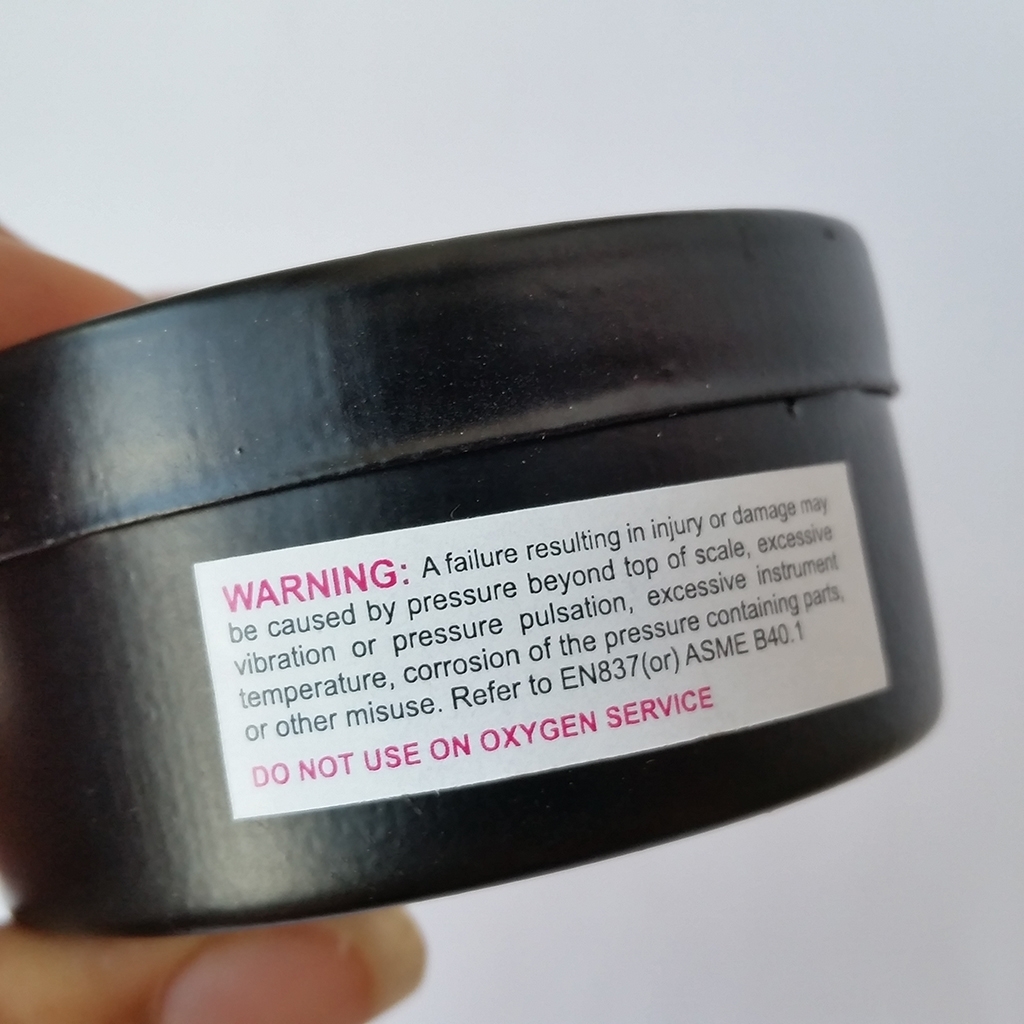 WARNING: A failure resulting in injury or damage may
be caused by pressure beyond top of scale, excessive
vibration or pressure pulsation, excessive instrument
temperature, corrosion of the pressure containing parts,
or other misuse. Refer to EN837(or) ASME B40.1
DO NOT USE ON OXYGEN SERVICE